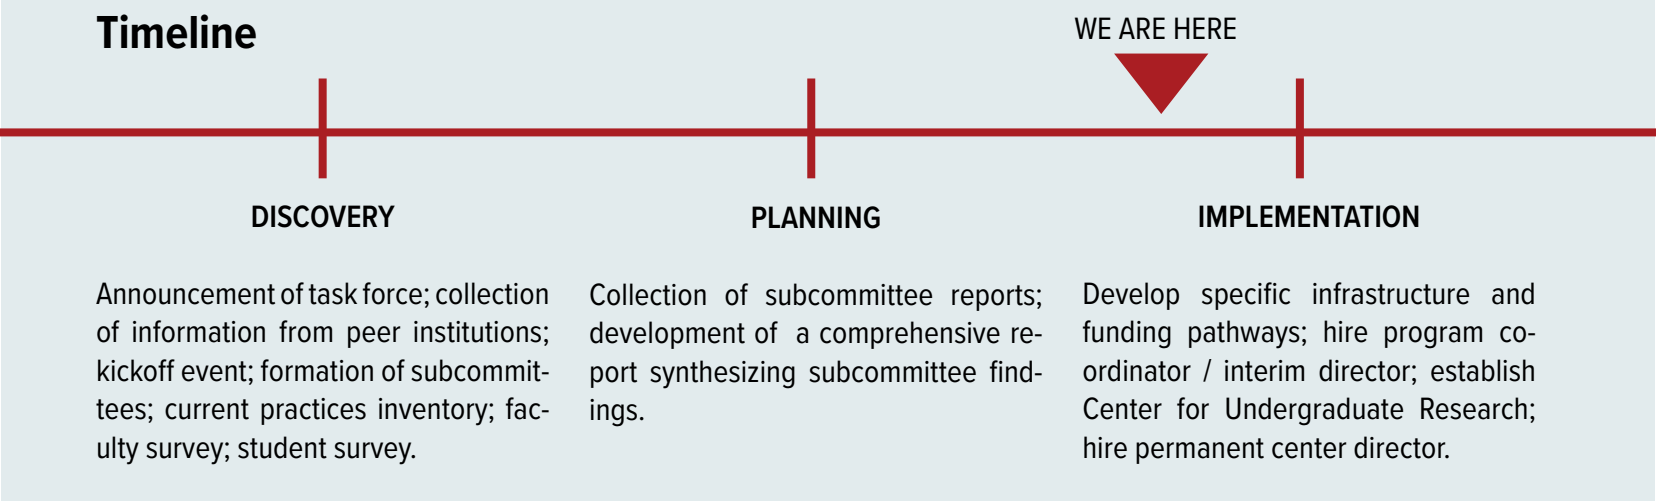 Timeline
WE ARE HERE
DISCOVERY
Announcement of task force; collection
of information from peer institutions;
kickoff event; formation of subcommit-
tees; current practices inventory; fac-
ulty survey; student survey.
PLANNING
Collection of subcommittee reports;
development of a comprehensive re-
port synthesizing subcommittee find-
ings.
IMPLEMENTATION
Develop specific infrastructure and
funding pathways; hire program co-
ordinator / interim director; establish
Center for Undergraduate Research;
hire permanent center director.